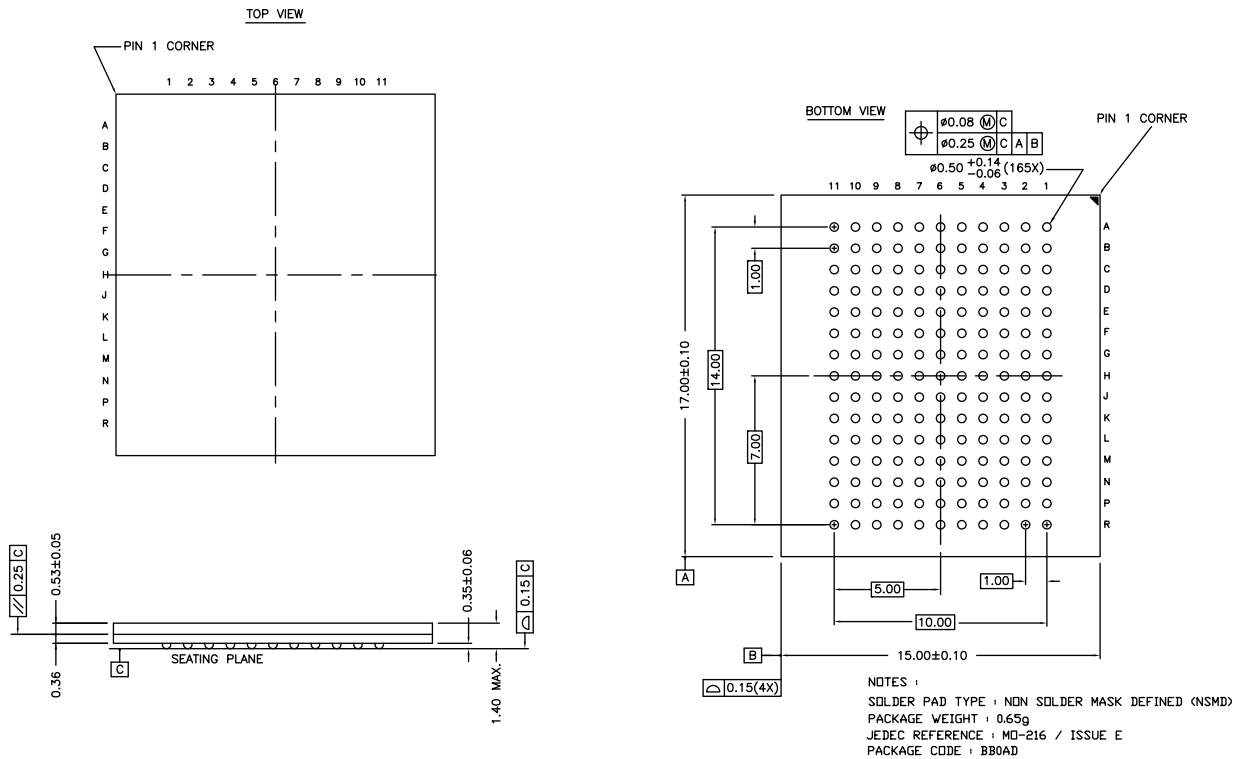 TOP VIEW
PIN 1 CORNER
1 2 3 4 5 6 7 8 9 10 11
A
B
C
D
E
F
G
H
J
K
L
M
N
P
R
BOTTOM VIEW
⌖ ø0.08 Ⓜ C
ø0.25 Ⓜ C A B
ø0.50 +0.14 -0.06 (165X)
PIN 1 CORNER
11 10 9 8 7 6 5 4 3 2 1
A
B
C
D
E
F
G
H
J
K
L
M
N
P
R
1.00
14.00
17.00±0.10
7.00
A
5.00
1.00
10.00
B
15.00±0.10
⌓ 0.15(4X)
// 0.25 C
0.53±0.05
0.36
C
SEATING PLANE
0.35±0.06
⌓ 0.15 C
1.40 MAX.
NOTES :
SOLDER PAD TYPE : NON SOLDER MASK DEFINED (NSMD)
PACKAGE WEIGHT : 0.65g
JEDEC REFERENCE : MO-216 / ISSUE E
PACKAGE CODE : BB0AD